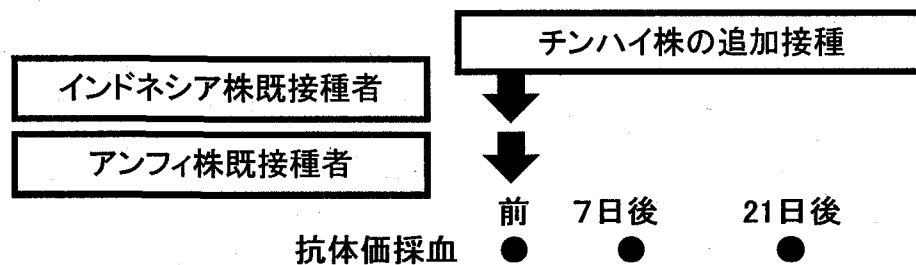 チンハイ株の追加接種
インドネシア株既接種者
アンフィ株既接種者
前 7日後 21日後
抗体価採血